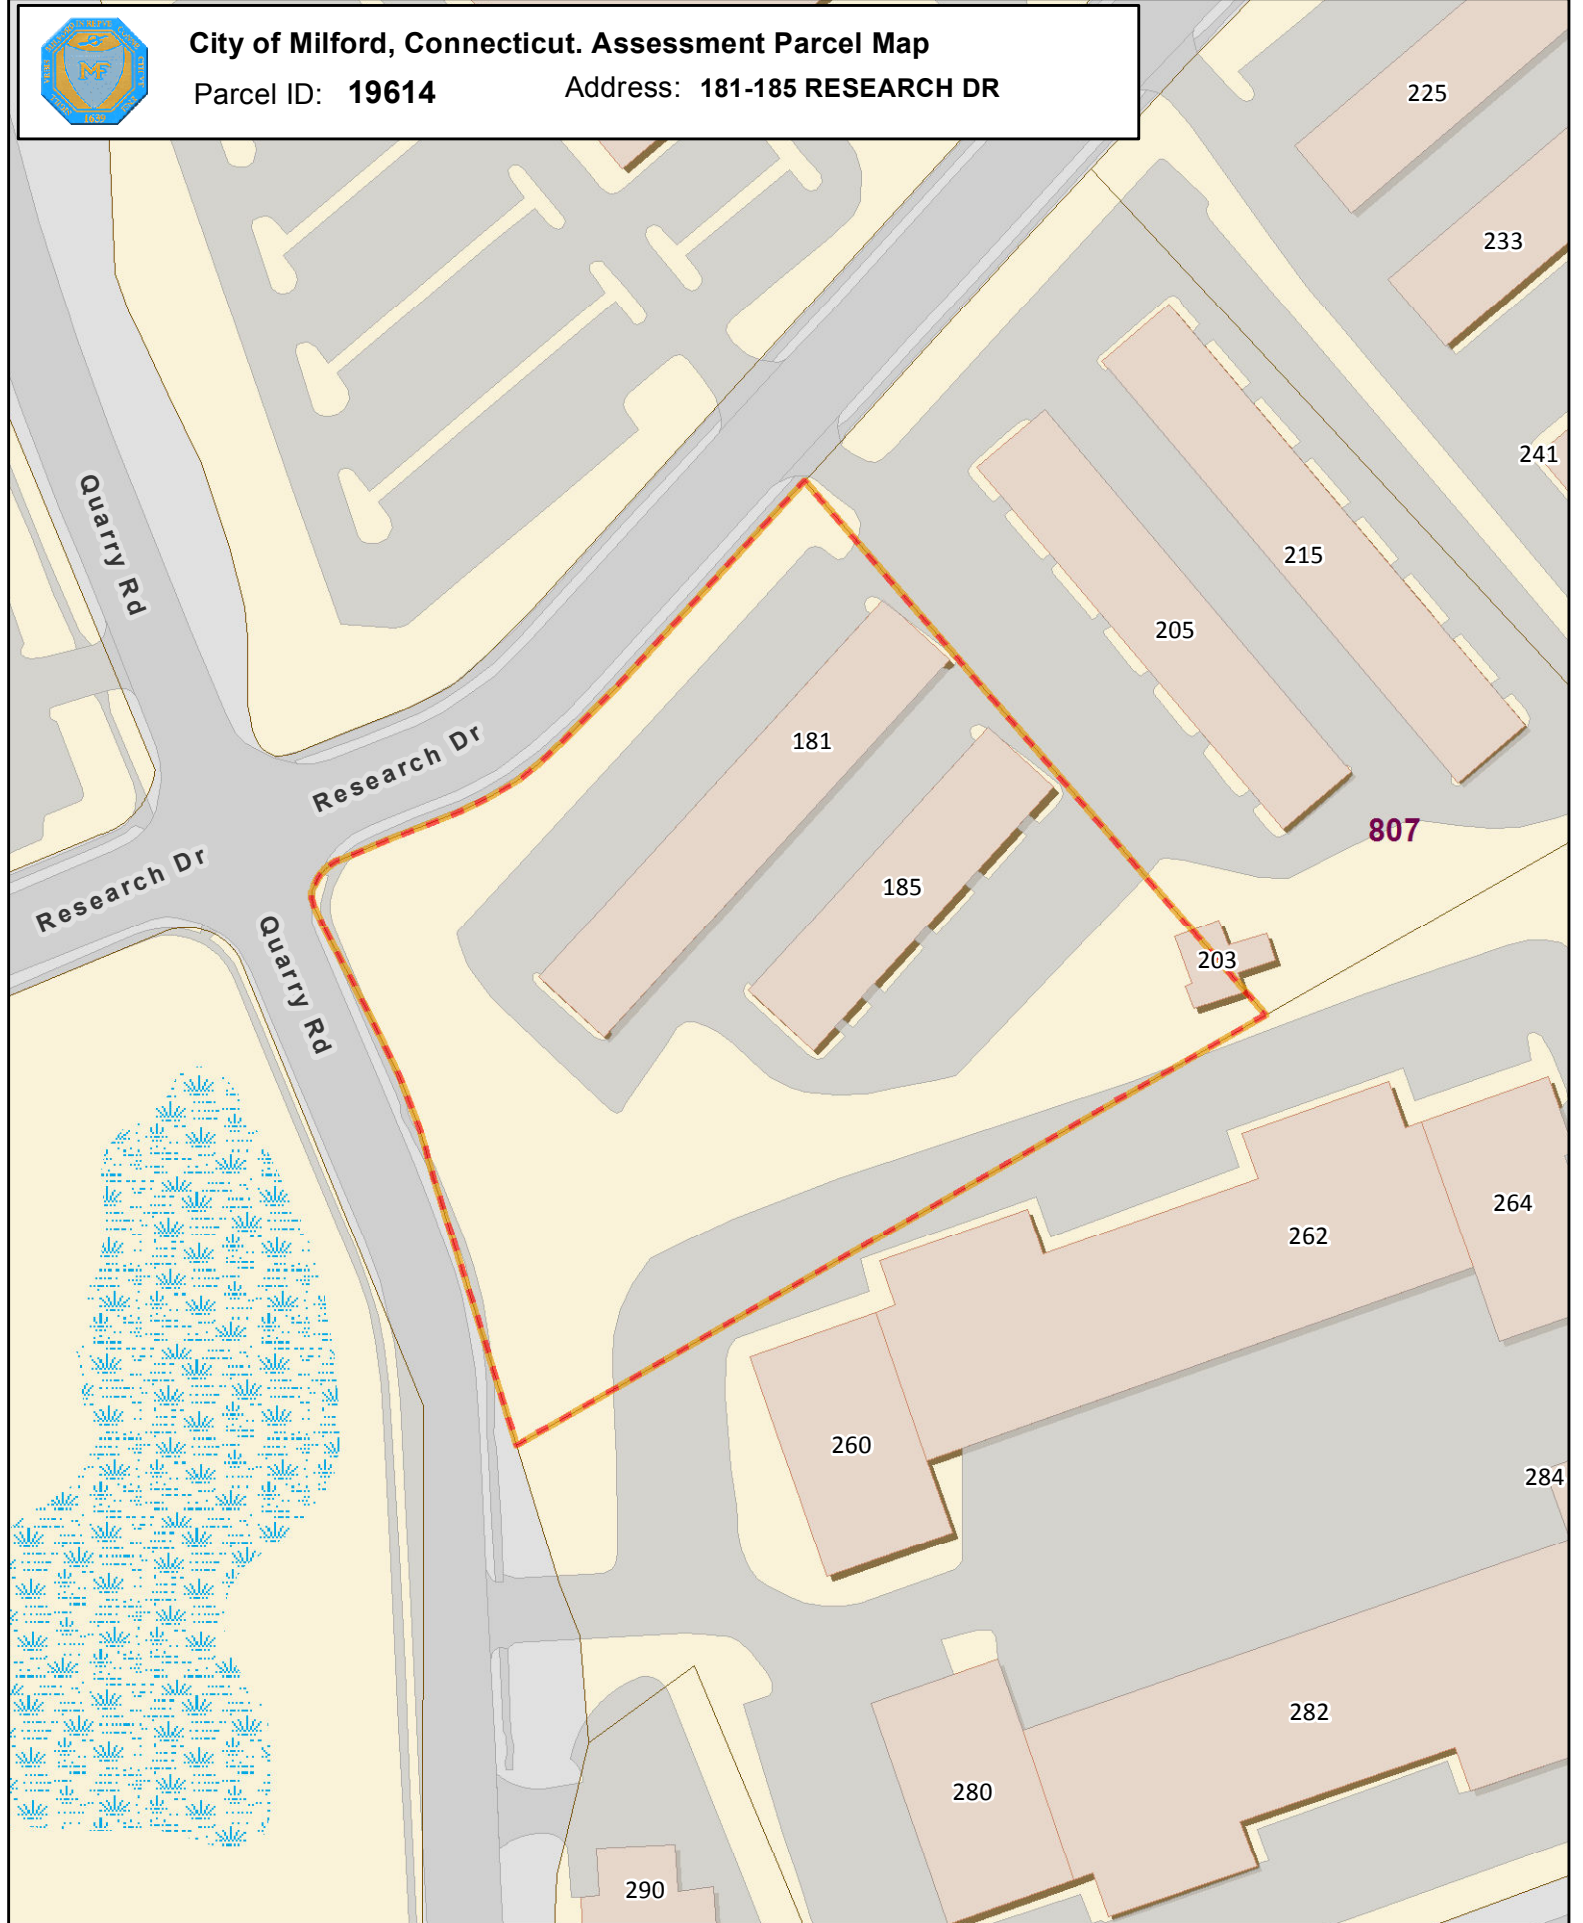 City of Milford, Connecticut. Assessment Parcel Map
Parcel ID: 19614 Address: 181-185 RESEARCH DR
MF
1639
225
233
241
Quarry Rd
215
205
181
Research Dr
807
Research Dr
185
Quarry Rd
203
264
262
260
284
282
280
290